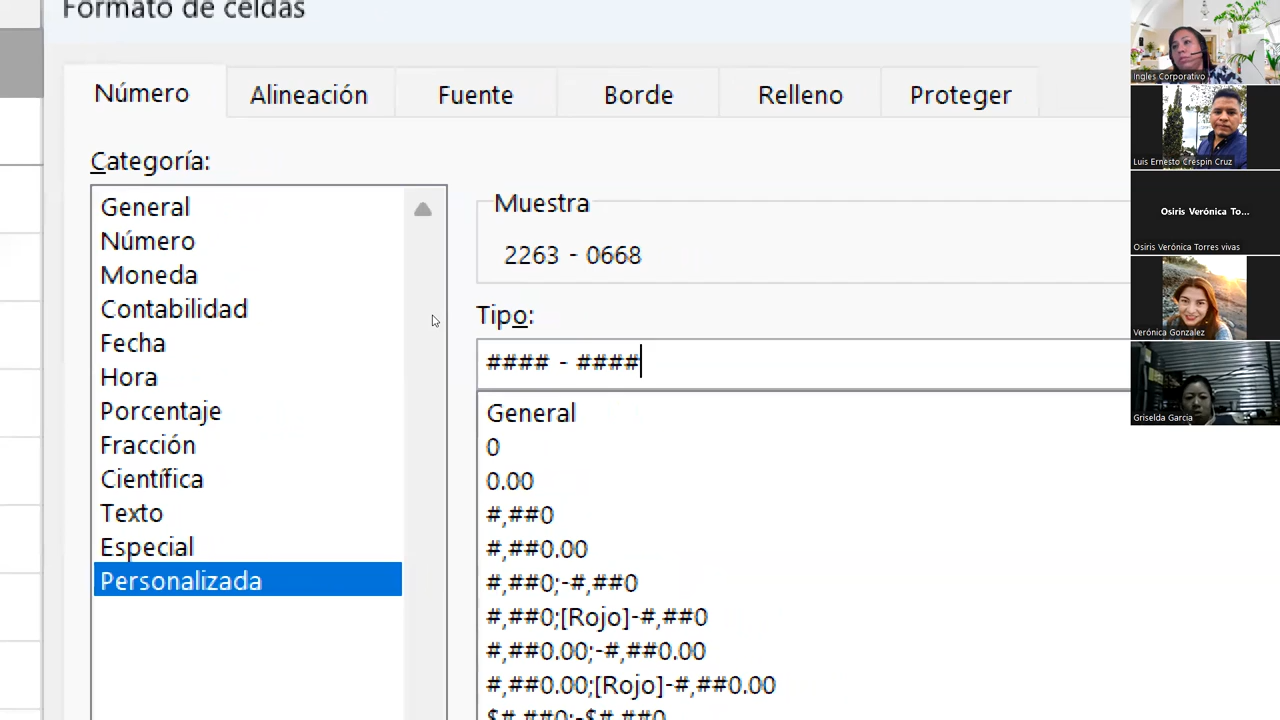 Formato de celdas
Número
Alineación
Fuente
Borde
Relleno
Proteger
Categoría:
General
Número
Moneda
Contabilidad
Fecha
Hora
Porcentaje
Fracción
Científica
Texto
Especial
Personalizada
Muestra
2263 - 0668
Tipo:
#### - ####
General
0
0.00
#,##0
#,##0.00
#,##0;-#,##0
#,##0;[Rojo]-#,##0
#,##0.00;-#,##0.00
#,##0.00;[Rojo]-#,##0.00
$#,##0;-$#,##0
Ingles Corporativo
Luis Ernesto Crespin Cruz
Osiris Verónica To...
Osiris Verónica Torres vivas
Verónica Gonzalez
Griselda Garcia